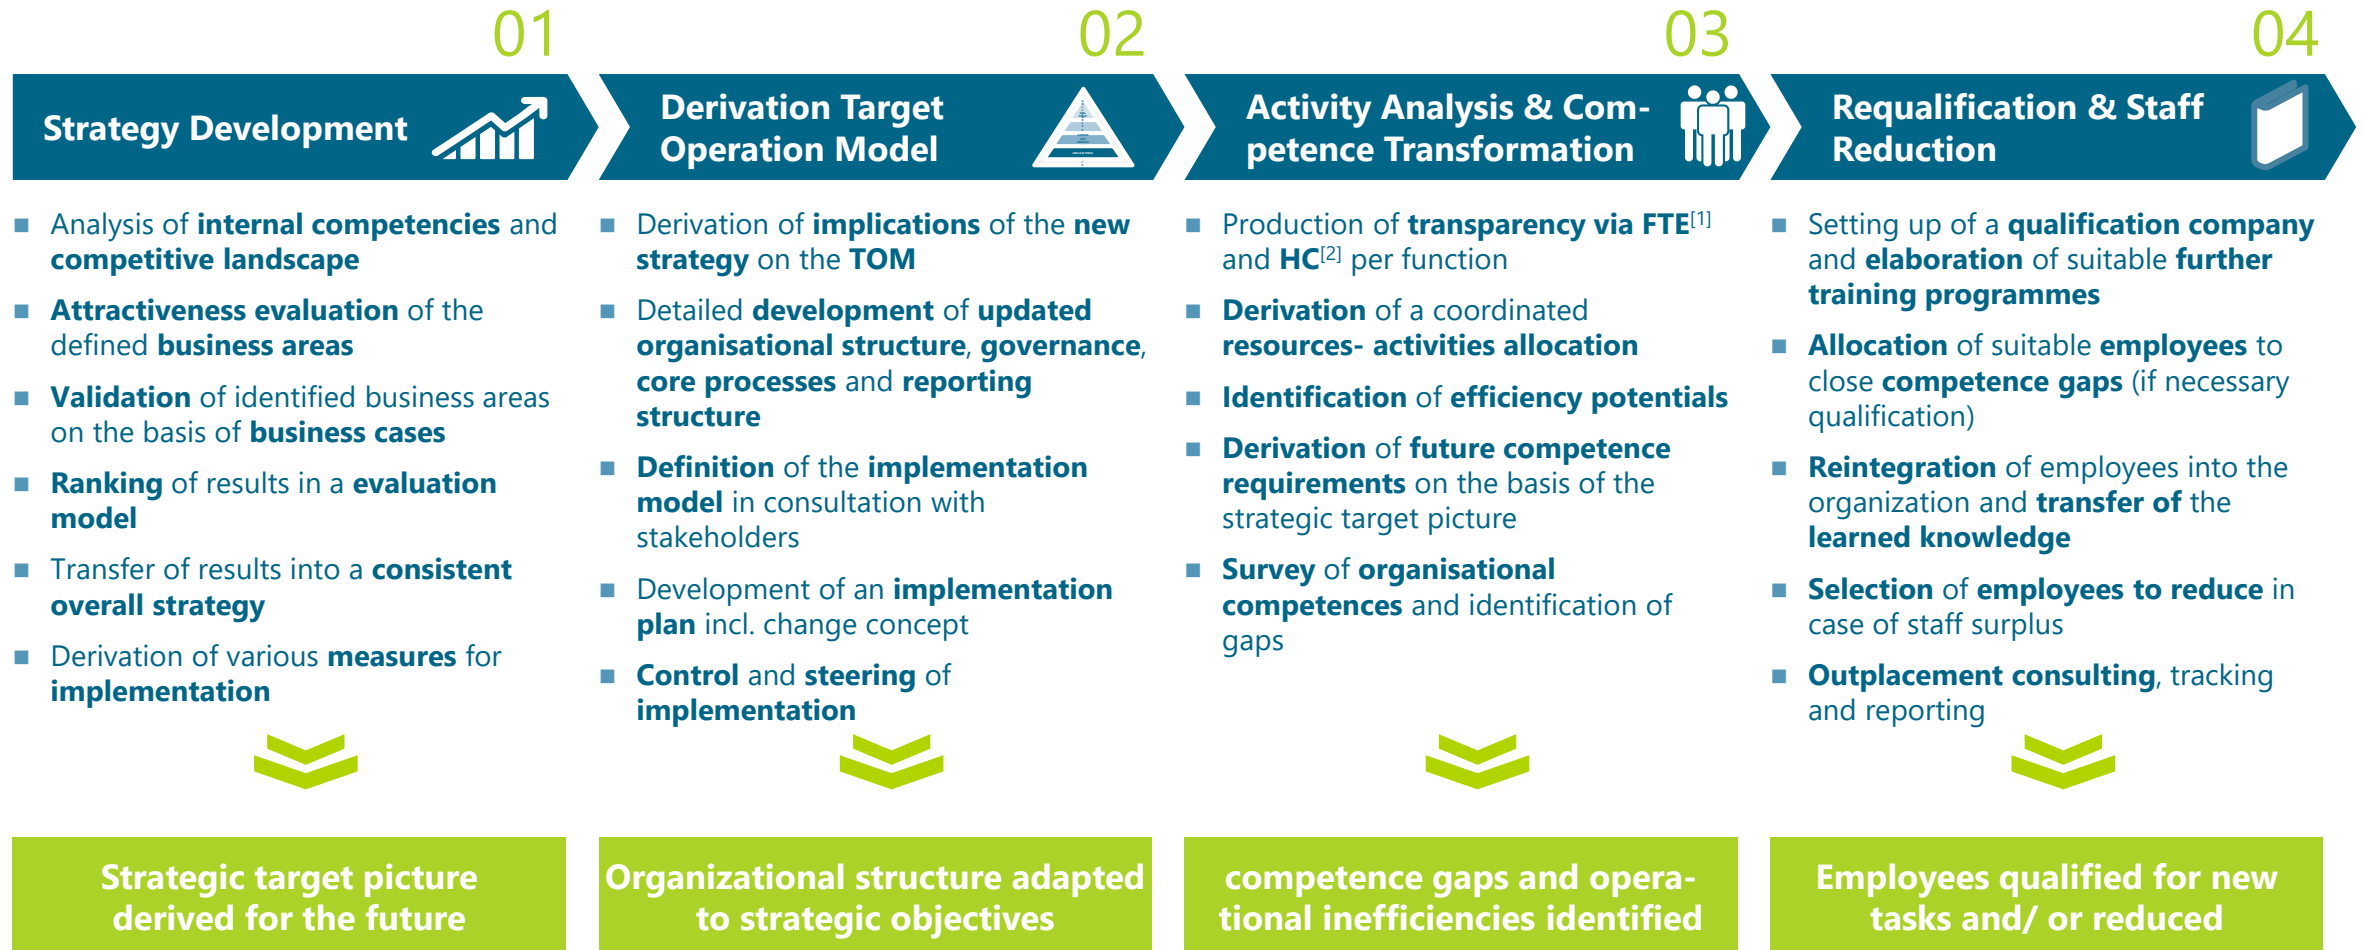 01
Strategy Development
■ Analysis of internal competencies and
competitive landscape
■ Attractiveness evaluation of the
defined business areas
■ Validation of identified business areas
on the basis of business cases
■ Ranking of results in a evaluation
model
■ Transfer of results into a consistent
overall strategy
■ Derivation of various measures for
implementation
Strategic target picture
derived for the future
02
Derivation Target
Operation Model
■ Derivation of implications of the new
strategy on the TOM
■ Detailed development of updated
organisational structure, governance,
core processes and reporting
structure
■ Definition of the implementation
model in consultation with
stakeholders
■ Development of an implementation
plan incl. change concept
■ Control and steering of
implementation
Organizational structure adapted
to strategic objectives
03
Activity Analysis & Com-
petence Transformation
■ Production of transparency via FTE[1]
and HC[2] per function
■ Derivation of a coordinated
resources- activities allocation
■ Identification of efficiency potentials
■ Derivation of future competence
requirements on the basis of the
strategic target picture
■ Survey of organisational
competences and identification of
gaps
competence gaps and opera-
tional inefficiencies identified
04
Requalification & Staff
Reduction
■ Setting up of a qualification company
and elaboration of suitable further
training programmes
■ Allocation of suitable employees to
close competence gaps (if necessary
qualification)
■ Reintegration of employees into the
organization and transfer of the
learned knowledge
■ Selection of employees to reduce in
case of staff surplus
■ Outplacement consulting, tracking
and reporting
Employees qualified for new
tasks and/ or reduced